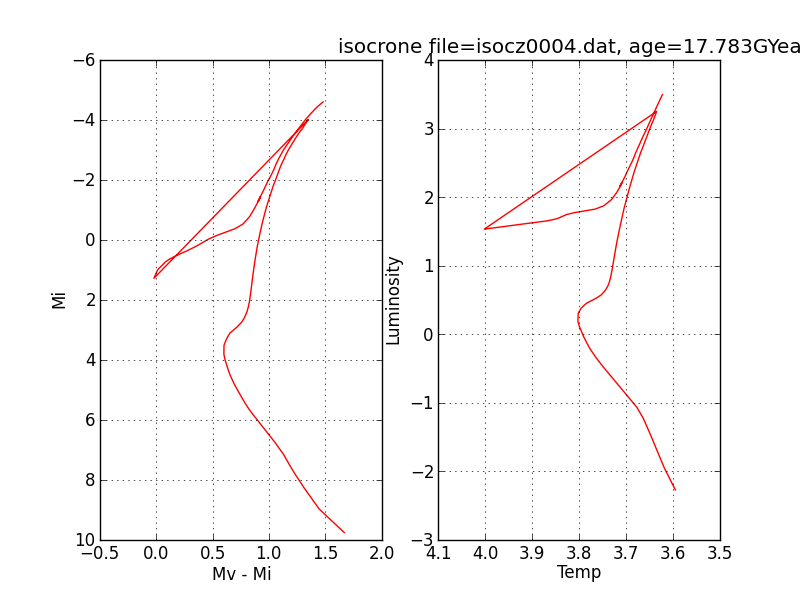 isocrone file=isocz0004.dat, age=17.783GYea
−6
−4
−2
0
2
4
6
8
10
−0.5 0.0 0.5 1.0 1.5 2.0
Mi
Mv - Mi
4
3
2
1
0
−1
−2
−3
4.1 4.0 3.9 3.8 3.7 3.6 3.5
Luminosity
Temp